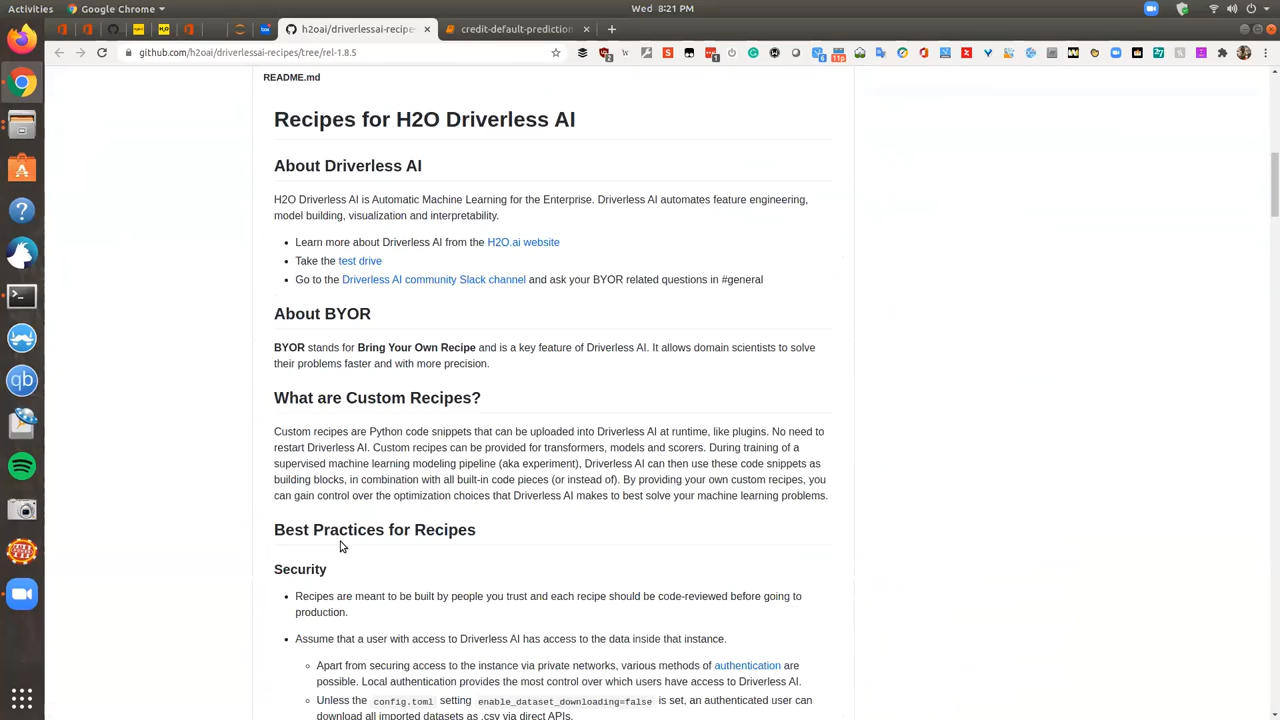 Activities
Google Chrome
Wed 8:21 PM
h2oai/driverlessai-recipe
credit-default-prediction
github.com/h2oai/driverlessai-recipes/tree/rel-1.8.5
README.md
Recipes for H2O Driverless AI
About Driverless AI
H2O Driverless AI is Automatic Machine Learning for the Enterprise. Driverless AI automates feature engineering,
model building, visualization and interpretability.
• Learn more about Driverless AI from the H2O.ai website
• Take the test drive
• Go to the Driverless AI community Slack channel and ask your BYOR related questions in #general
About BYOR
BYOR stands for Bring Your Own Recipe and is a key feature of Driverless AI. It allows domain scientists to solve
their problems faster and with more precision.
What are Custom Recipes?
Custom recipes are Python code snippets that can be uploaded into Driverless AI at runtime, like plugins. No need to
restart Driverless AI. Custom recipes can be provided for transformers, models and scorers. During training of a
supervised machine learning modeling pipeline (aka experiment), Driverless AI can then use these code snippets as
building blocks, in combination with all built-in code pieces (or instead of). By providing your own custom recipes, you
can gain control over the optimization choices that Driverless AI makes to best solve your machine learning problems.
Best Practices for Recipes
Security
• Recipes are meant to be built by people you trust and each recipe should be code-reviewed before going to
production.
• Assume that a user with access to Driverless AI has access to the data inside that instance.
◦ Apart from securing access to the instance via private networks, various methods of authentication are
possible. Local authentication provides the most control over which users have access to Driverless AI.
◦ Unless the config.toml setting enable_dataset_downloading=false is set, an authenticated user can
download all imported datasets as .csv via direct APIs.